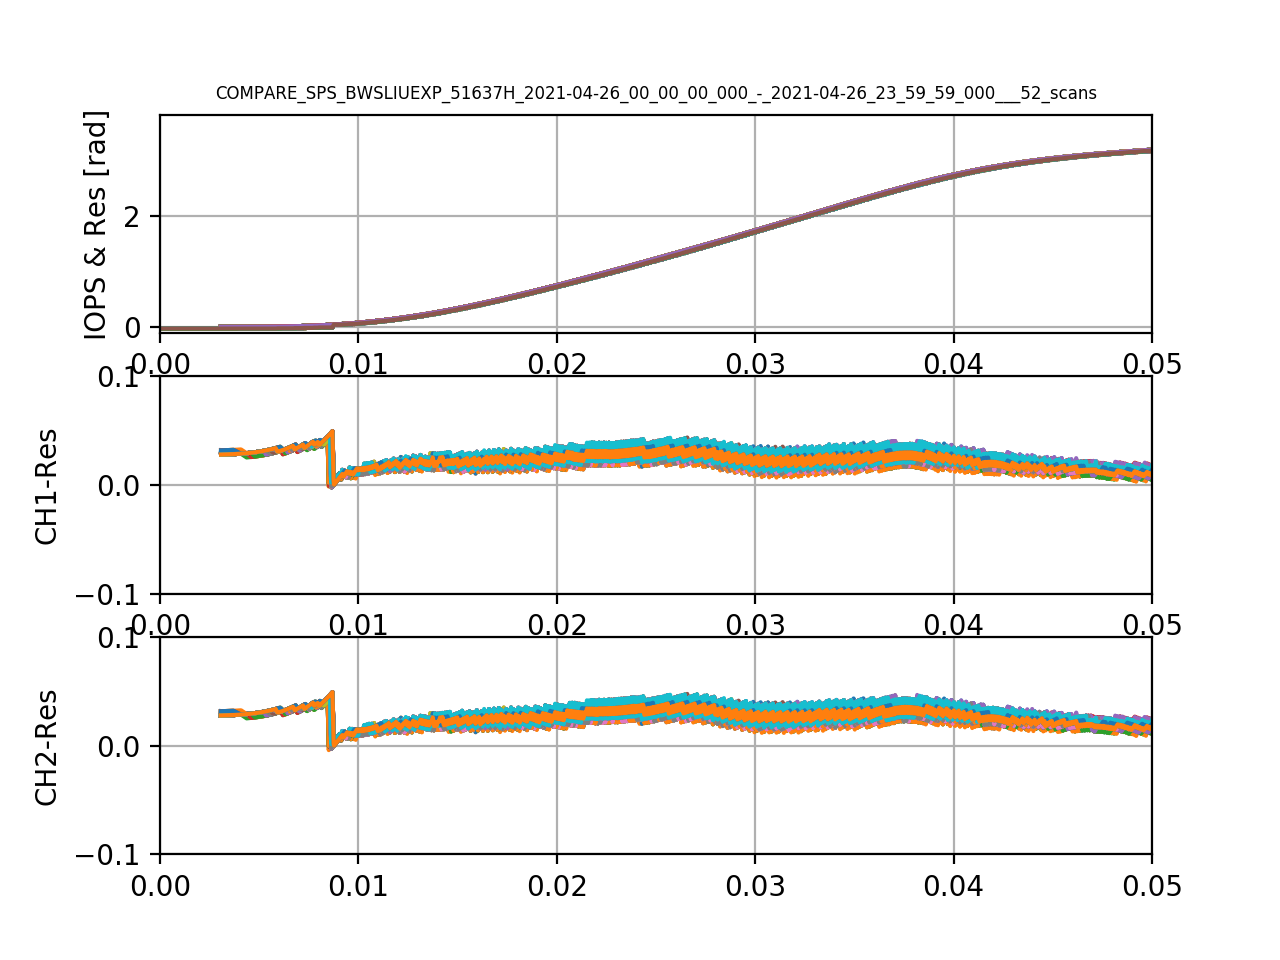 COMPARE_SPS_BWSLIUEXP_51637H_2021-04-26_00_00_00_000_-_2021-04-26_23_59_59_000___52_scans
IOPS & Res [rad]
2
0
0.00 0.01 0.02 0.03 0.04 0.05
CH1-Res
0.1
0.0
−0.1
0.00 0.01 0.02 0.03 0.04 0.05
CH2-Res
0.1
0.0
−0.1
0.00 0.01 0.02 0.03 0.04 0.05